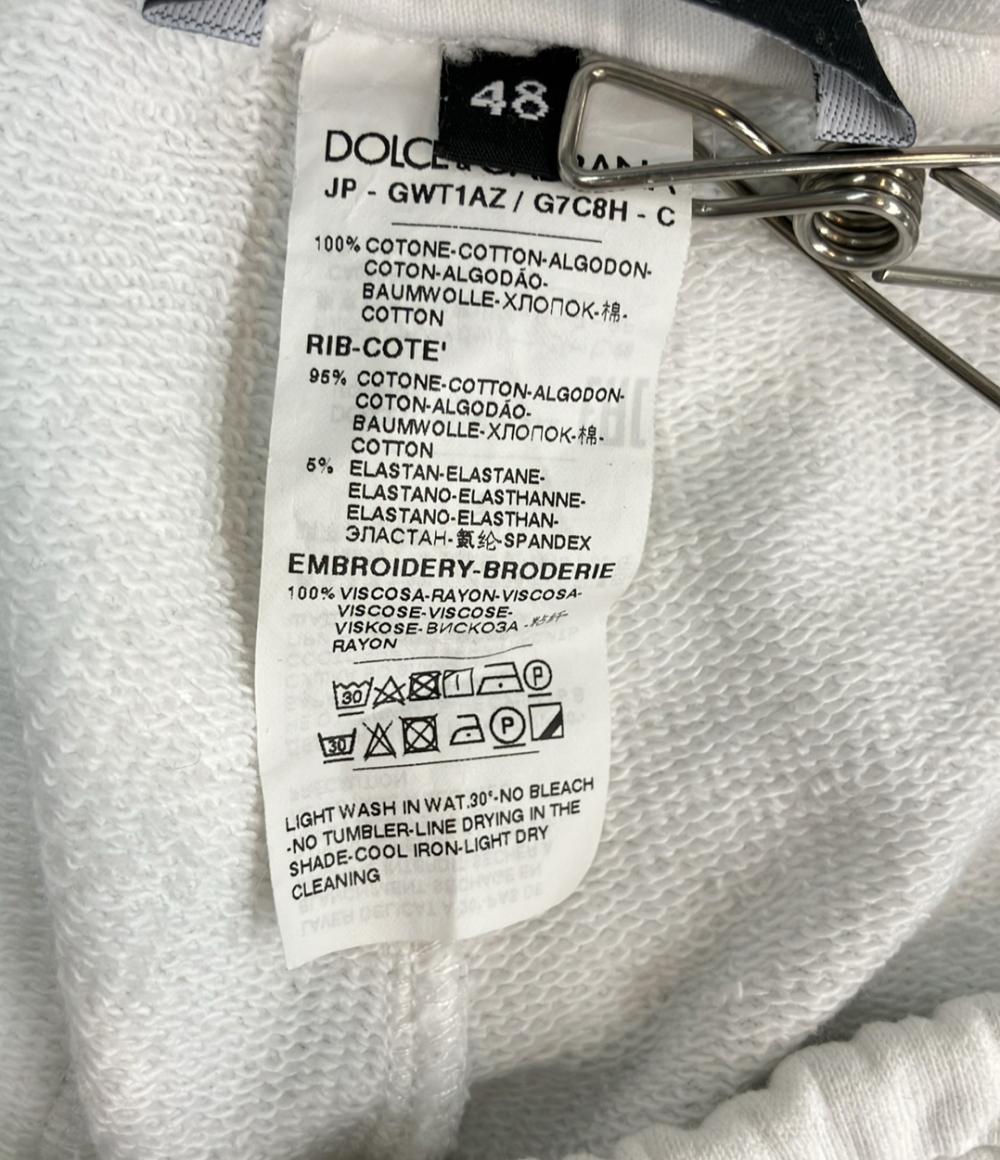 48
DOLCE &
JP - GWT1AZ / G7C8H - C
100% COTONE-COTTON-ALGODON-
COTON-ALGODÃO-
BAUMWOLLE-ХЛОПОК-棉-
COTTON
RIB-COTE'
95% COTONE-COTTON-ALGODON-
COTON-ALGODÃO-
BAUMWOLLE-ХЛОПОК-棉-
COTTON
5% ELASTAN-ELASTANE-
ELASTANO-ELASTHANNE-
ELASTANO-ELASTHAN-
ЭЛАСТАН-氨纶-SPANDEX
EMBROIDERY-BRODERIE
100% VISCOSA-RAYON-VISCOSA-
VISCOSE-VISCOSE-
VISKOSE-ВИСКОЗА-
RAYON
30 P
30 P
LIGHT WASH IN WAT.30°-NO BLEACH
-NO TUMBLER-LINE DRYING IN THE
SHADE-COOL IRON-LIGHT DRY
CLEANING